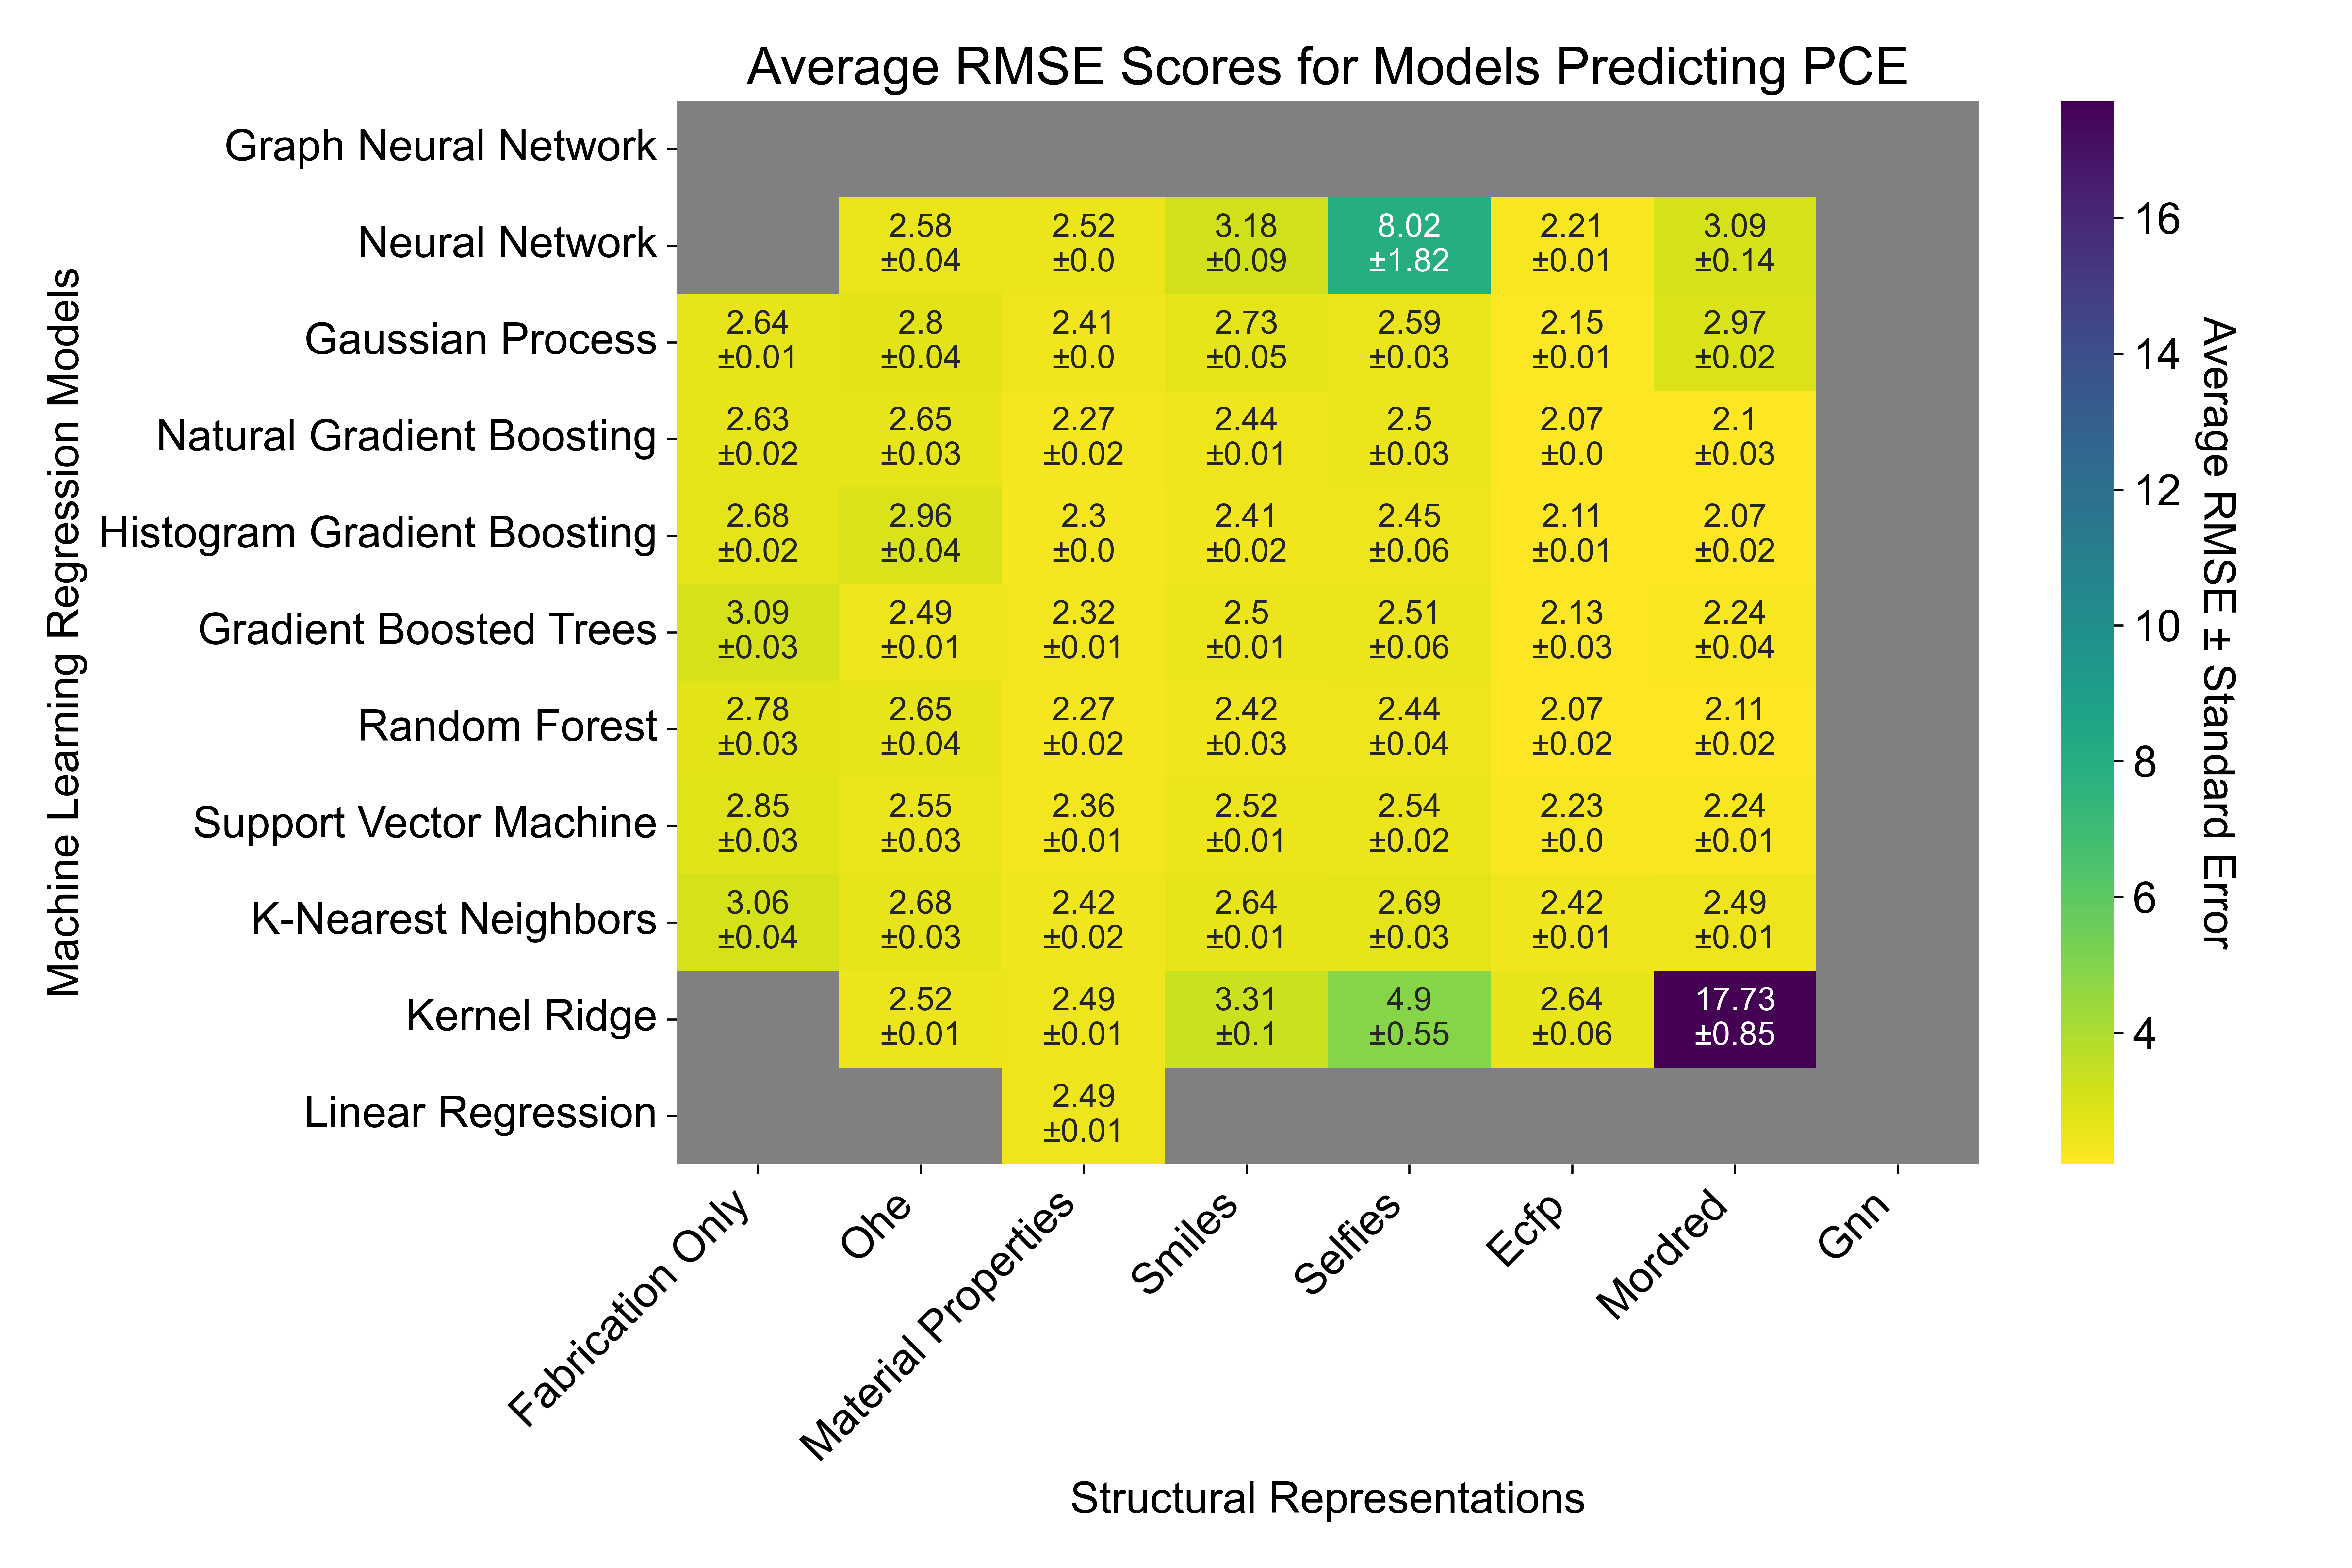 Average RMSE Scores for Models Predicting PCE
Machine Learning Regression Models
Graph Neural Network
Neural Network
2.58 2.52 3.18 8.02 2.21 3.09
±0.04 ±0.0 ±0.09 ±1.82 ±0.01 ±0.14
Gaussian Process
2.64 2.8 2.41 2.73 2.59 2.15 2.97
±0.01 ±0.04 ±0.0 ±0.05 ±0.03 ±0.01 ±0.02
Natural Gradient Boosting
2.63 2.65 2.27 2.44 2.5 2.07 2.1
±0.02 ±0.03 ±0.02 ±0.01 ±0.03 ±0.0 ±0.03
Histogram Gradient Boosting
2.68 2.96 2.3 2.41 2.45 2.11 2.07
±0.02 ±0.04 ±0.0 ±0.02 ±0.06 ±0.01 ±0.02
Gradient Boosted Trees
3.09 2.49 2.32 2.5 2.51 2.13 2.24
±0.03 ±0.01 ±0.01 ±0.01 ±0.06 ±0.03 ±0.04
Random Forest
2.78 2.65 2.27 2.42 2.44 2.07 2.11
±0.03 ±0.04 ±0.02 ±0.03 ±0.04 ±0.02 ±0.02
Support Vector Machine
2.85 2.55 2.36 2.52 2.54 2.23 2.24
±0.03 ±0.03 ±0.01 ±0.01 ±0.02 ±0.0 ±0.01
K-Nearest Neighbors
3.06 2.68 2.42 2.64 2.69 2.42 2.49
±0.04 ±0.03 ±0.02 ±0.01 ±0.03 ±0.01 ±0.01
Kernel Ridge
2.52 2.49 3.31 4.9 2.64 17.73
±0.01 ±0.01 ±0.1 ±0.55 ±0.06 ±0.85
Linear Regression
2.49
±0.01
Fabrication Only
Ohe
Material Properties
Smiles
Selfies
Ecfp
Mordred
Gnn
Structural Representations
16
14
12
10
8
6
4
Average RMSE ± Standard Error